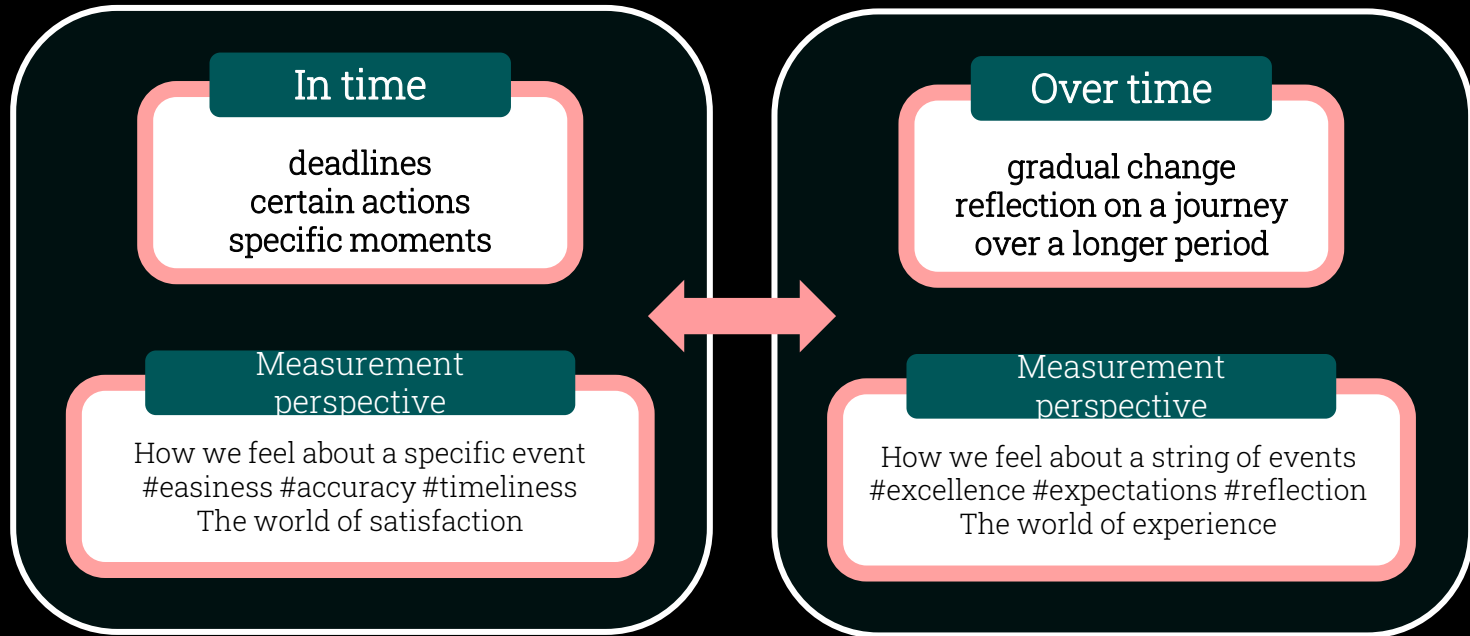 In time
deadlines
certain actions
specific moments
Measurement
perspective
How we feel about a specific event
#easiness #accuracy #timeliness
The world of satisfaction
Over time
gradual change
reflection on a journey
over a longer period
Measurement
perspective
How we feel about a string of events
#excellence #expectations #reflection
The world of experience